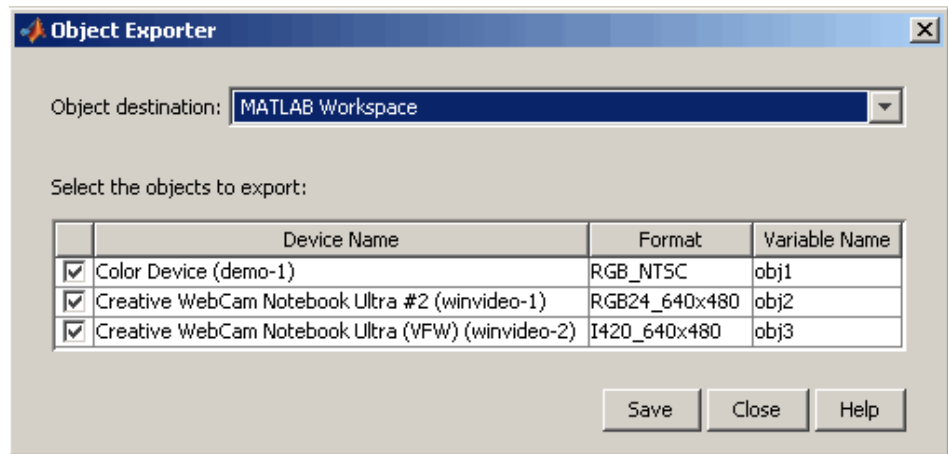 Object Exporter
Object destination: MATLAB Workspace
Select the objects to export:
Device Name Format Variable Name
Color Device (demo-1) RGB_NTSC obj1
Creative WebCam Notebook Ultra #2 (winvideo-1) RGB24_640x480 obj2
Creative WebCam Notebook Ultra (VFW) (winvideo-2) I420_640x480 obj3
Save Close Help